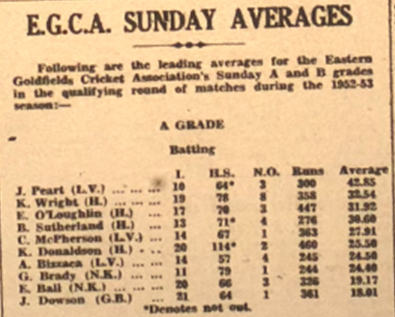 E.G.C.A. SUNDAY AVERAGES
Following are the leading averages for the Eastern
Goldfields Cricket Association's Sunday A and B grades
in the qualifying round of matches during the 1952-53
season:—
A GRADE
Batting
I. H.S. N.O. Runs Average
J. Peart (L.V.) ... ... ... 10 64* 3 300 42.85
K. Wright (H.) ... ... ... 19 78 8 358 32.54
E. O'Loughlin (H.) ... 17 70 3 447 31.92
B. Sutherland (H.) ... 13 71* 4 276 30.60
C. McPherson (L.V.) ... 14 67 1 363 27.91
K. Donaldson (H.) ... 20 114* 2 460 25.50
A. Bizzaca (L.V.) ... ... 14 57 4 245 24.50
G. Brady (N.K.) ... ... 11 79 1 244 24.40
E. Ball (N.K.) ... ... ... 20 66 3 326 19.17
J. Dowson (G.B.) ... 21 64 1 361 18.01
*Denotes not out.